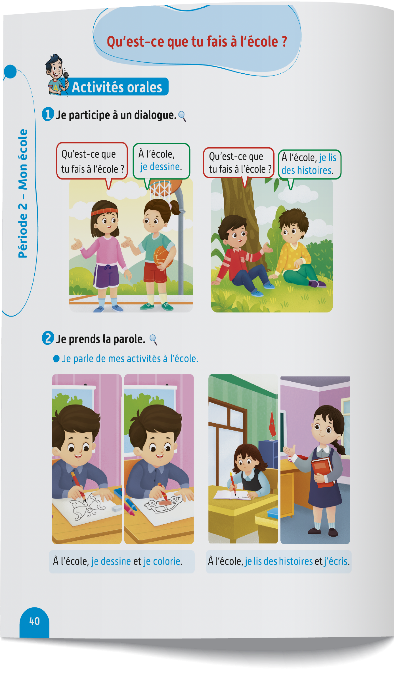 Qu'est-ce que tu fais à l'école ?
Activités orales
Période 2 - Mon école
1 Je participe à un dialogue.
Qu'est-ce que
tu fais à l'école ?
À l'école,
je dessine.
Qu'est-ce que
tu fais à l'école ?
À l'école, je lis
des histoires.
2 Je prends la parole.
Je parle de mes activités à l'école.
À l'école, je dessine et je colorie.
À l'école, je lis des histoires et j'écris.
40